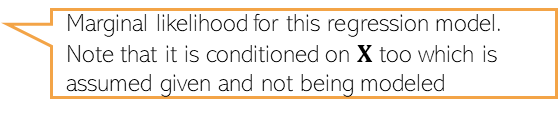 Marginal likelihood for this regression model.
Note that it is conditioned on X too which is
assumed given and not being modeled